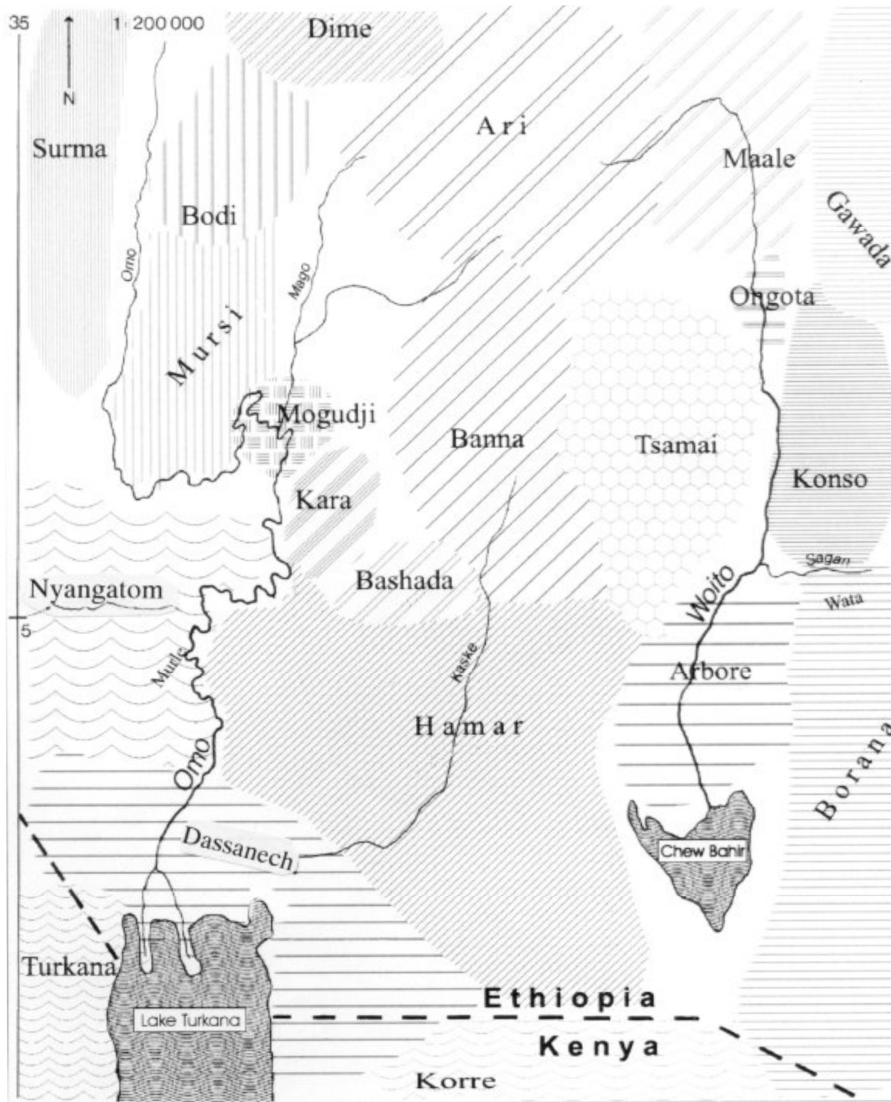 35
1:200 000
Dime
N
Ari
Surma
Maale
Bodi
Gawada
Omo
Mago
Ongota
Mursi
Mogudji
Banna
Tsamai
Kara
Konso
Sagan
Bashada
Nyangatom
Woito
Wata
5
Murle
Kaske
Arbore
Hamar
Omo
Borana
Dassanech
Chew Bahir
Turkana
Ethiopia
Lake Turkana
Kenya
Korre